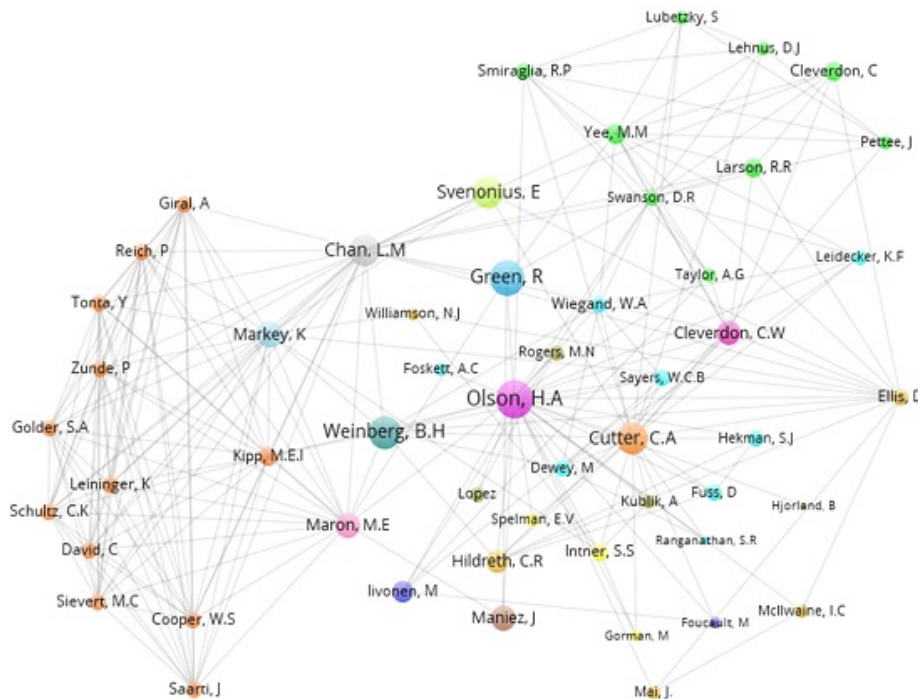 Lubetzky, S
Lehnus, D.J
Smiraglia, R.P
Cleverdon, C
Yee, M.M
Pettee, J
Larson, R.R
Svenonius, E
Swanson, D.R
Giral, A
Reich, P
Chan, L.M
Leidecker, K.F
Green, R
Taylor, A.G
Tonta, Y
Wiegand, W.A
Williamson, N.J
Markey, K
Cleverdon, C.W
Rogers, M.N
Zunde, P
Foskett, A.C
Sayers, W.C.B
Olson, H.A
Ellis, D
Golder, S.A
Weinberg, B.H
Cutter, C.A
Hekman, S.J
Kipp, M.E.I
Dewey, M
Leininger, K
Lopez
Kublik, A
Fuss, D
Hjorland, B
Schultz, C.K
Maron, M.E
Spelman, E.V
Ranganathan, S.R
David, C
Hildreth, C.R
Intner, S.S
Iivonen, M
Sievert, M.C
Cooper, W.S
Maniez, J
McIlwaine, I.C
Foucault, M
Gorman, M
Saarti, J
Mai, J.